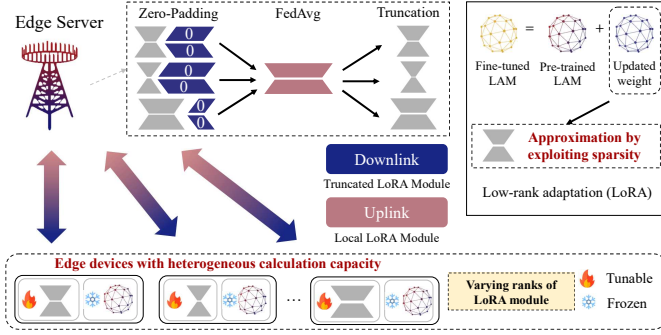 Edge Server
Zero-Padding
FedAvg
Truncation
0
0
0
0
0
0
=
+
Fine-tuned
LAM
Pre-trained
LAM
Updated
weight
Approximation by
exploiting sparsity
Low-rank adaptation (LoRA)
Downlink
Truncated LoRA Module
Uplink
Local LoRA Module
Edge devices with heterogeneous calculation capacity
...
Varying ranks of
LoRA module
Tunable
Frozen